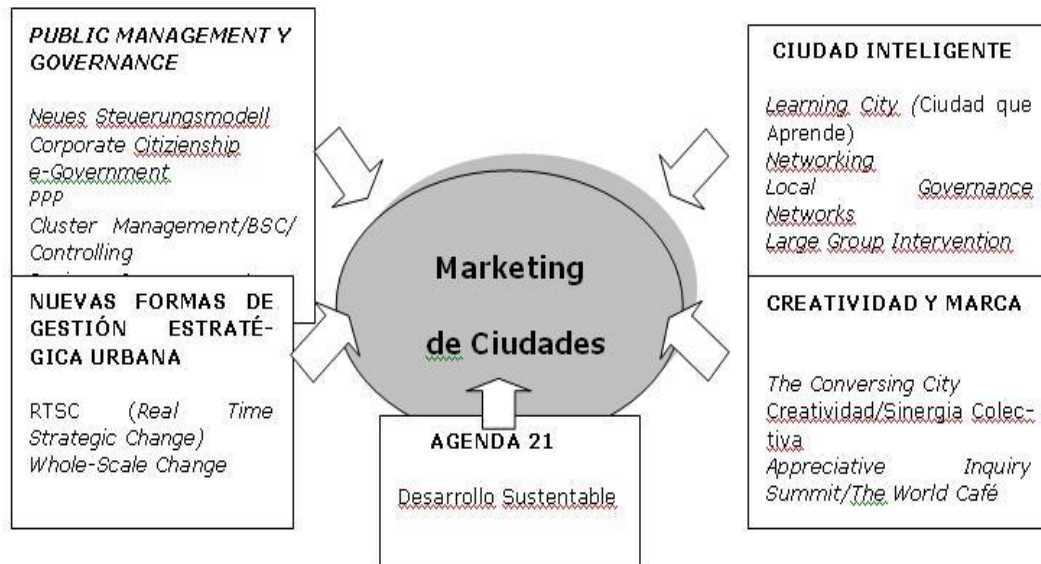 PUBLIC MANAGEMENT Y
GOVERNANCE
Neues Steuerungsmodell
Corporate Citizienship
e-Government
PPP
Cluster Management/BSC/
Controlling
NUEVAS FORMAS DE
GESTIÓN ESTRATÉ-
GICA URBANA
RTSC (Real Time
Strategic Change)
Whole-Scale Change
Marketing
de Ciudades
AGENDA 21
Desarrollo Sustentable
CIUDAD INTELIGENTE
Learning City (Ciudad que
Aprende)
Networking
Local Governance
Networks
Large Group Intervention
CREATIVIDAD Y MARCA
The Conversing City
Creatividad/Sinergia Colec-
tiva
Appreciative Inquiry
Summit/The World Café